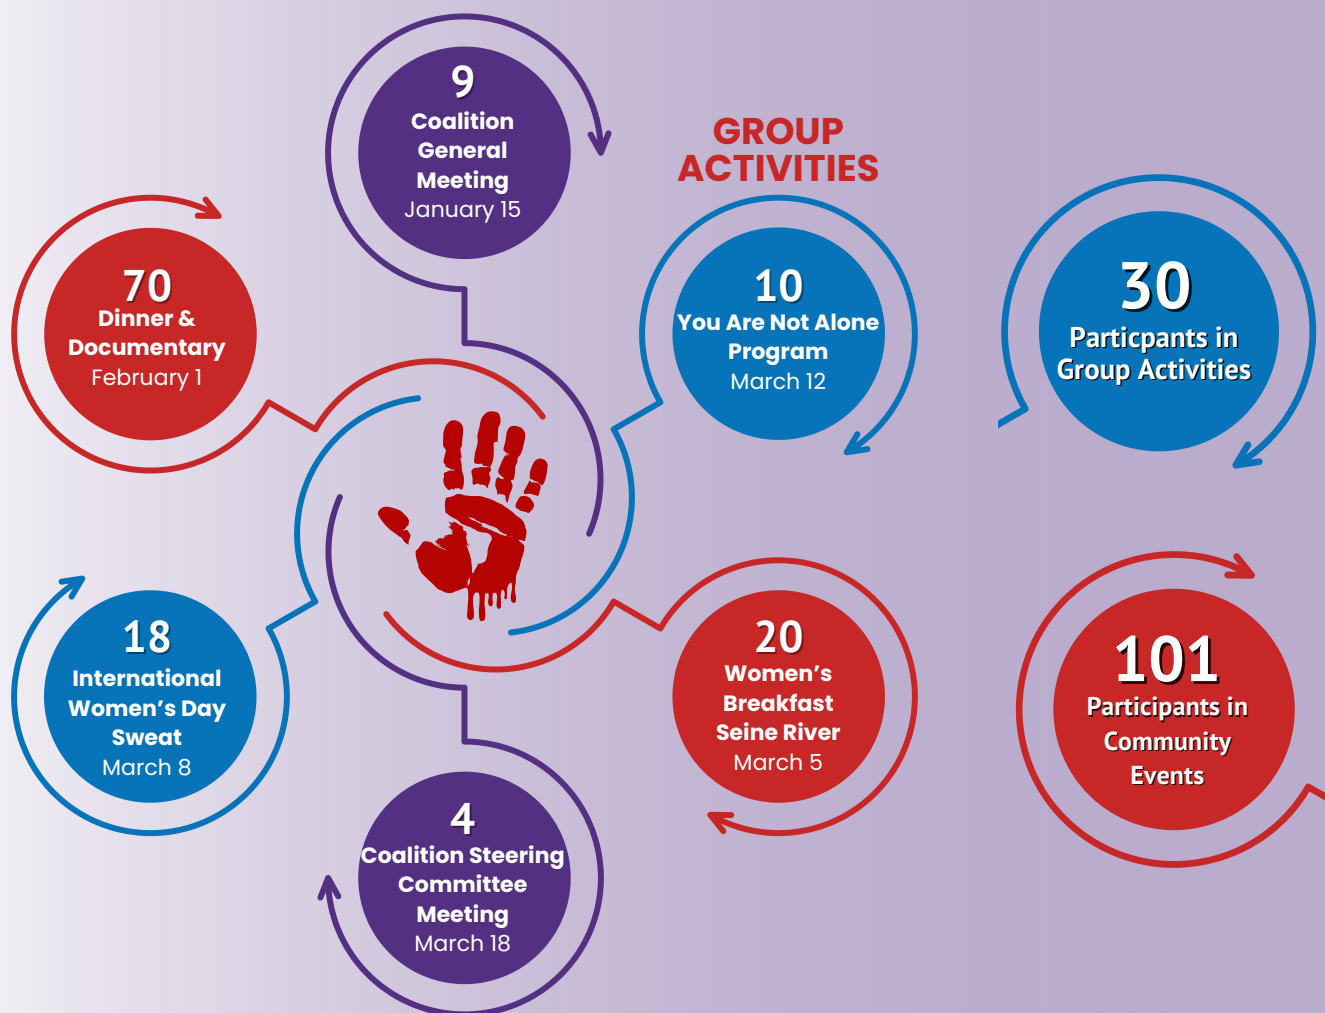 9
Coalition
General
Meeting
January 15
GROUP
ACTIVITIES
70
Dinner &
Documentary
February 1
10
You Are Not Alone
Program
March 12
30
Particpants in
Group Activities
18
International
Women's Day
Sweat
March 8
20
Women's
Breakfast
Seine River
March 5
101
Participants in
Community
Events
4
Coalition Steering
Committee
Meeting
March 18